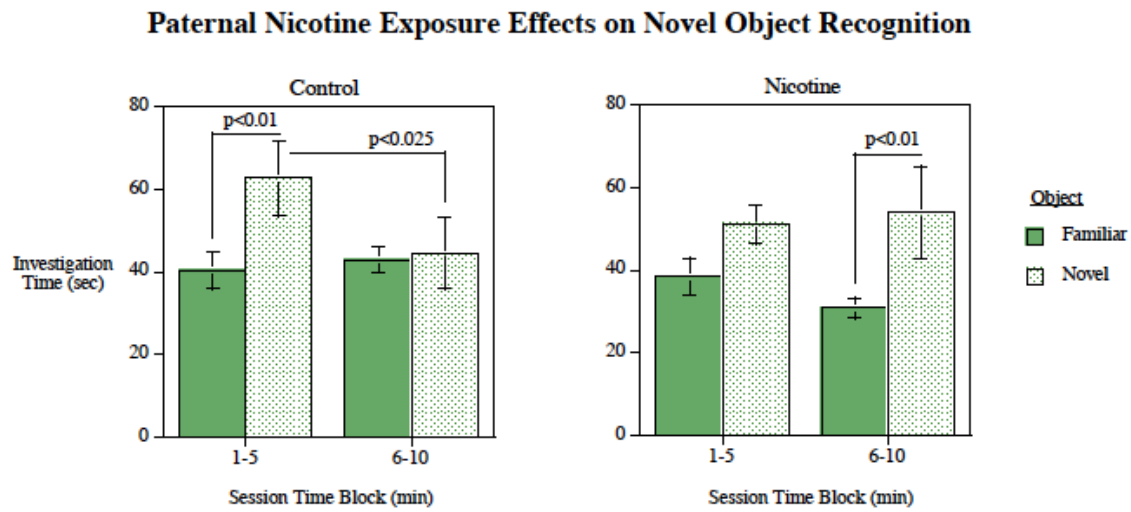 Paternal Nicotine Exposure Effects on Novel Object Recognition
Control
80
60
40
20
0
p<0.01
p<0.025
Investigation
Time (sec)
1-5
6-10
Session Time Block (min)
Nicotine
80
60
40
20
0
p<0.01
1-5
6-10
Session Time Block (min)
Object
Familiar
Novel